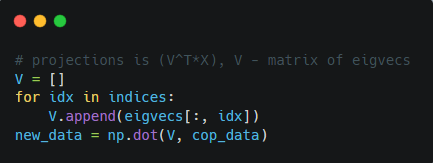 # projections is (V^T*X), V - matrix of eigvecs
V = []
for idx in indices:
    V.append(eigvecs[:, idx])
new_data = np.dot(V, cop_data)